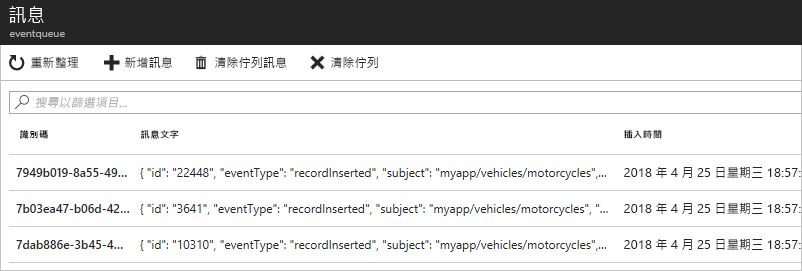 訊息
eventqueue
重新整理 新增訊息 清除佇列訊息 清除佇列
搜尋以篩選項目...
識別碼 訊息文字 插入時間
7949b019-8a55-49... { "id": "22448", "eventType": "recordInserted", "subject": "myapp/vehicles/motorcycles",... 2018 年 4 月 25 日星期三 18:57:
7b03ea47-b06d-42... { "id": "3641", "eventType": "recordInserted", "subject": "myapp/vehicles/motorcycles", "... 2018 年 4 月 25 日星期三 18:57:
7dab886e-3b45-4... { "id": "10310", "eventType": "recordInserted", "subject": "myapp/vehicles/motorcycles",... 2018 年 4 月 25 日星期三 18:57: